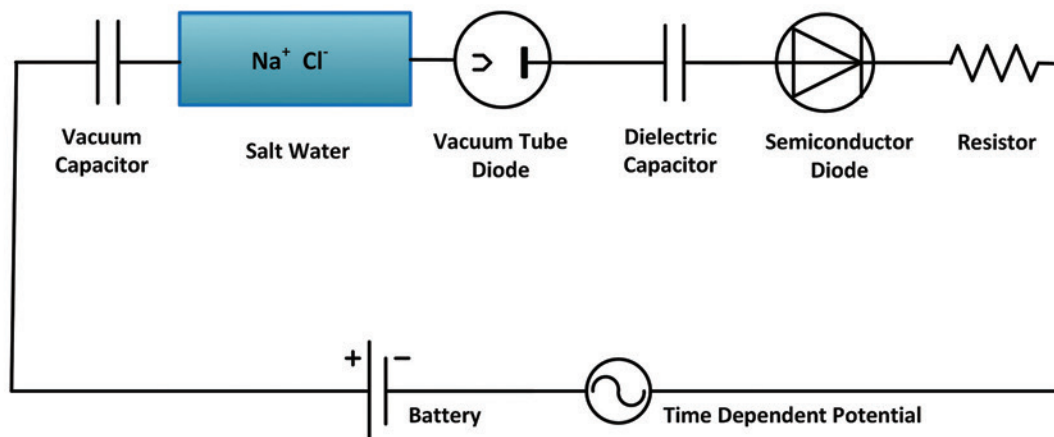 Na⁺ Cl⁻
Vacuum
Capacitor
Salt Water
Vacuum Tube
Diode
Dielectric
Capacitor
Semiconductor
Diode
Resistor
+ −
Battery
Time Dependent Potential